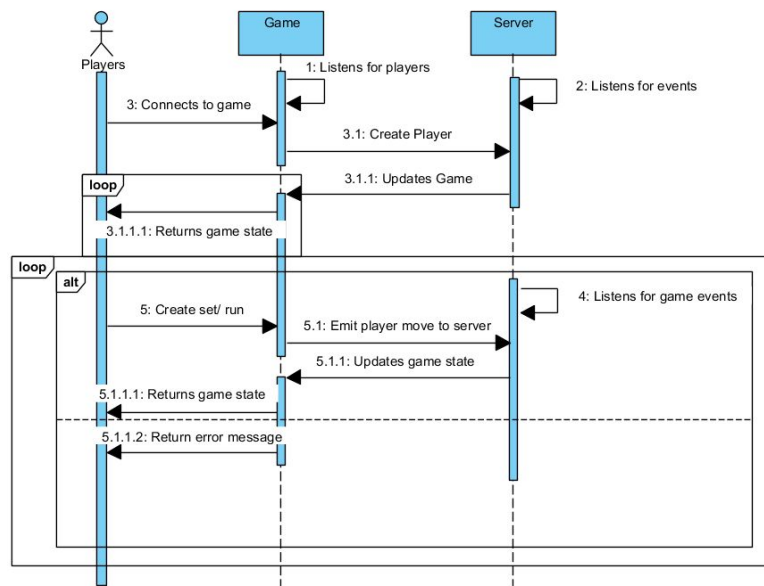 Game
Server
Players
1: Listens for players
2: Listens for events
3: Connects to game
3.1: Create Player
loop
3.1.1: Updates Game
3.1.1.1: Returns game state
loop
alt
4: Listens for game events
5: Create set/ run
5.1: Emit player move to server
5.1.1: Updates game state
5.1.1.1: Returns game state
5.1.1.2: Return error message